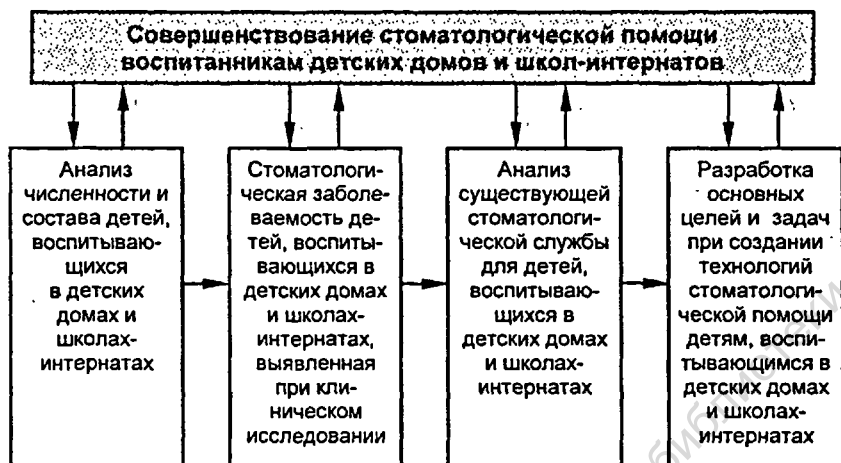 Совершенствование стоматологической помощи
воспитанникам детских домов и школ-интернатов
Анализ
численности и
состава детей,
воспитываю-
щихся
в детских
домах и
школах-
интернатах
Стоматологи-
ческая заболе-
ваемость де-
тей, воспиты-
вающихся в
детских домах
и школах-
интернатах,
выявленная
при кли-
ническом
исследовании
Анализ
существующей
стоматологи-
ческой службы
для детей,
воспитываю-
щихся в
детских домах
и школах-
интернатах
Разработка
основных
целей и задач
при создании
технологий
стоматологи-
ческой помощи
детям, воспи-
тывающимся в
детских домах
и школах-
интернатах
библиотеки